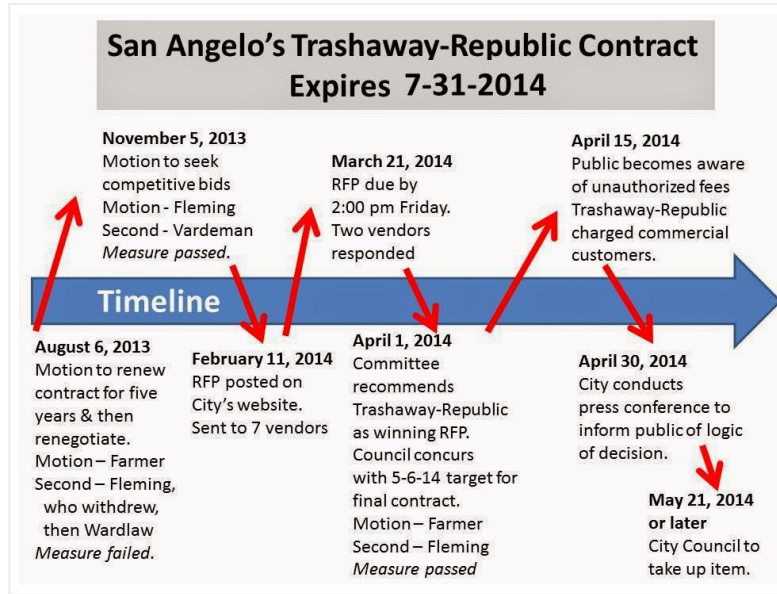 San Angelo's Trashaway-Republic Contract
Expires 7-31-2014
November 5, 2013
Motion to seek
competitive bids
Motion - Fleming
Second - Vardeman
Measure passed.
March 21, 2014
RFP due by
2:00 pm Friday.
Two vendors
responded
April 15, 2014
Public becomes aware
of unauthorized fees
Trashaway-Republic
charged commercial
customers.
Timeline
August 6, 2013
Motion to renew
contract for five
years & then
renegotiate.
Motion – Farmer
Second – Fleming,
who withdrew,
then Wardlaw
Measure failed.
February 11, 2014
RFP posted on
City's website.
Sent to 7 vendors
April 1, 2014
Committee
recommends
Trashaway-Republic
as winning RFP.
Council concurs
with 5-6-14 target for
final contract.
Motion – Farmer
Second – Fleming
Measure passed
April 30, 2014
City conducts
press conference to
inform public of logic
of decision.
May 21, 2014
or later
City Council to
take up item.